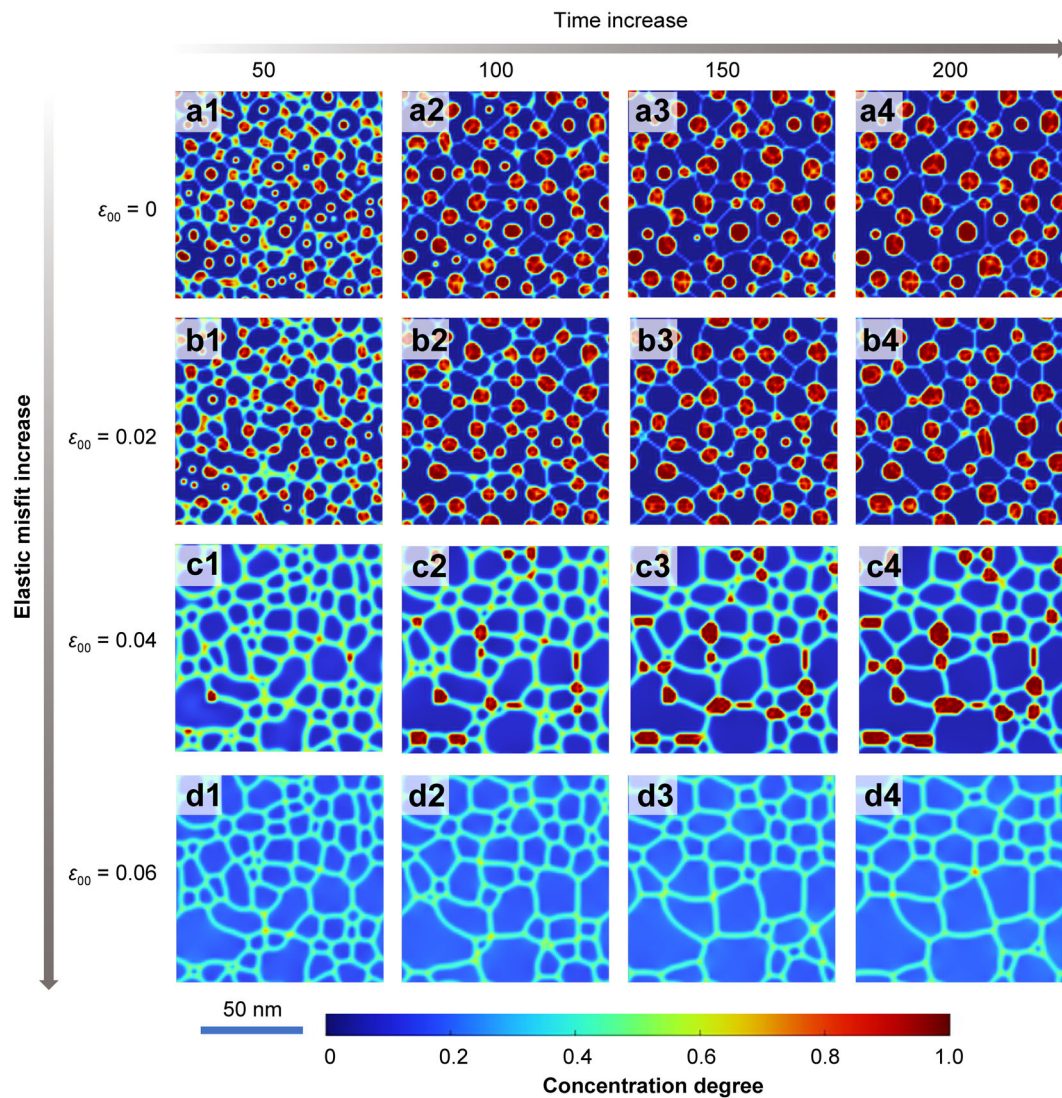 Time increase
50 100 150 200
a1 a2 a3 a4
ε₀₀ = 0
b1 b2 b3 b4
ε₀₀ = 0.02
Elastic misfit increase
c1 c2 c3 c4
ε₀₀ = 0.04
d1 d2 d3 d4
ε₀₀ = 0.06
50 nm
0 0.2 0.4 0.6 0.8 1.0
Concentration degree